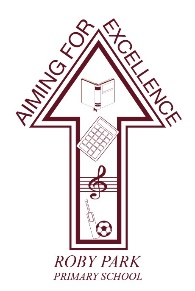 AIMING FOR EXCELLENCE
ROBY PARK
PRIMARY SCHOOL